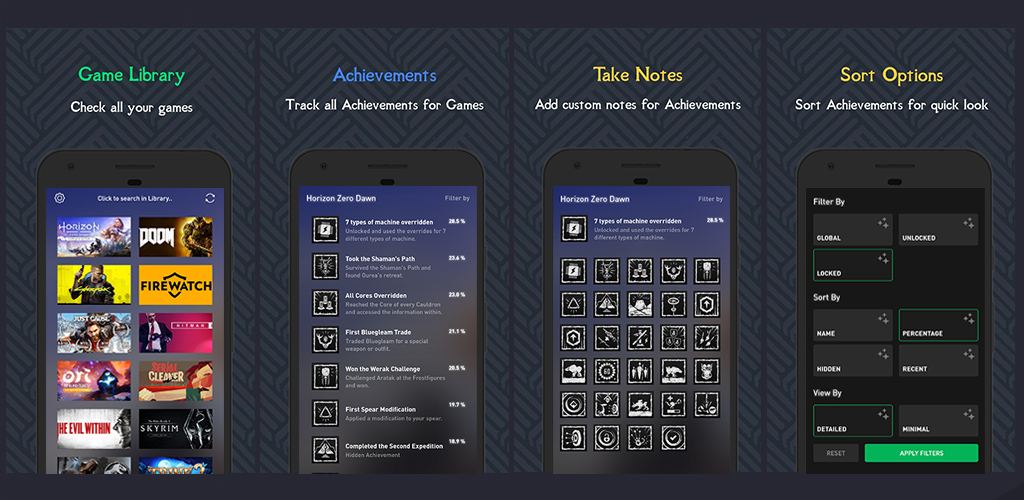 Game Library
Check all your games
Click to search in Library..
HORIZON
ZERO DAWN
DOOM
Cyberpunk
FIREWATCH
JUST CAUSE
HITMAN
ori
SERIAL
CLEANER
THE EVIL WITHIN
SKYRIM
Achievements
Track all Achievements for Games
Horizon Zero Dawn
Filter by
7 types of machine overridden
28.5 %
Unlocked and used the overrides for 7
different types of machine.
Took the Shaman's Path
23.6 %
Survived the Shaman's Path and
found Ourea's retreat.
All Cores Overridden
23.0 %
Reached the Core of every Cauldron
and accessed the information within.
First Bluegleam Trade
21.1 %
Traded Bluegleam for a special
weapon or outfit.
Won the Werak Challenge
20.5 %
Challenged Aratak at the Frostfigures
and won.
First Spear Modification
19.7 %
Applied a modification to your spear.
Completed the Second Expedition
18.9 %
Hidden Achievement
Take Notes
Add custom notes for Achievements
Horizon Zero Dawn
Filter by
7 types of machine overridden
28.5 %
Unlocked and used the overrides for 7
different types of machine.
Sort Options
Sort Achievements for quick look
Filter By
GLOBAL
UNLOCKED
LOCKED
Sort By
NAME
PERCENTAGE
HIDDEN
RECENT
View By
DETAILED
MINIMAL
RESET
APPLY FILTERS